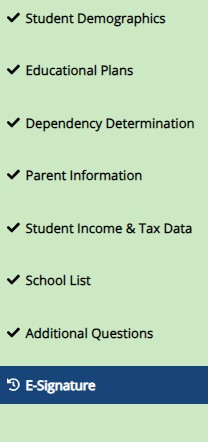 Student Demographics
Educational Plans
Dependency Determination
Parent Information
Student Income & Tax Data
School List
Additional Questions
E-Signature